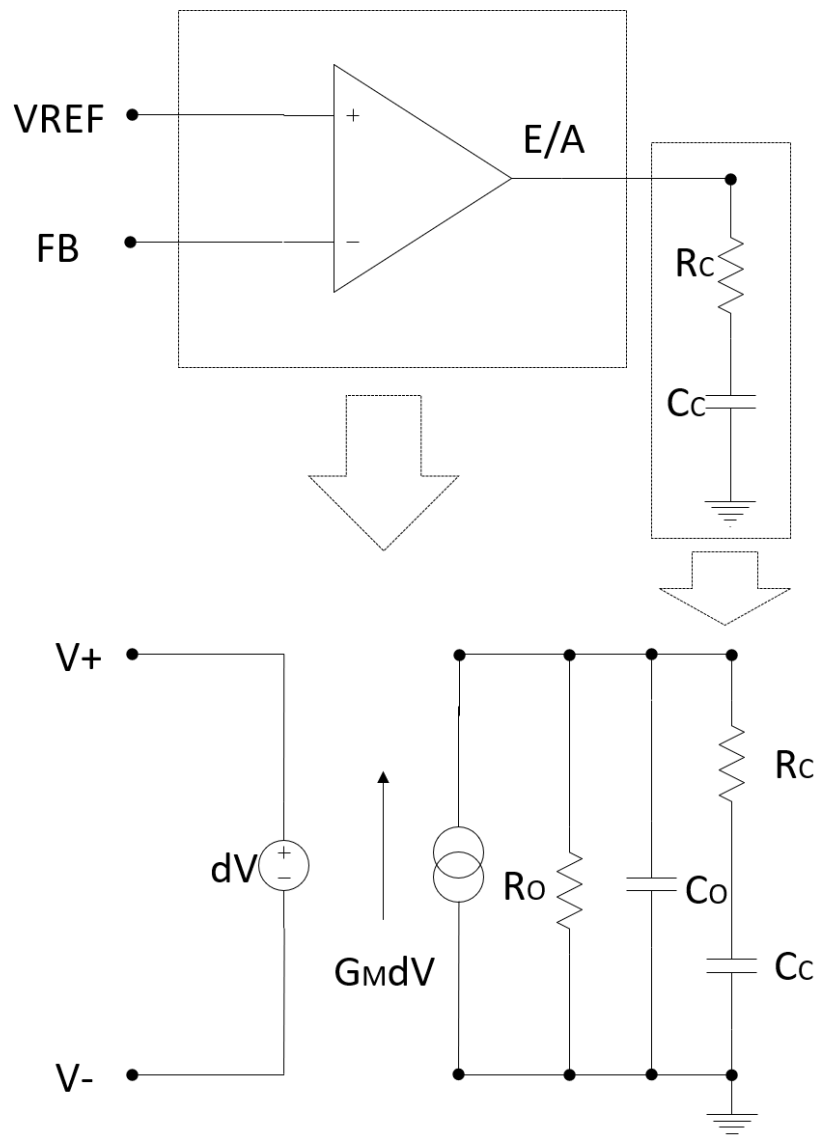 VREF
+
E/A
FB
−
RC
CC
V+
RC
dV
+
−
RO
CO
GMdV
CC
V-